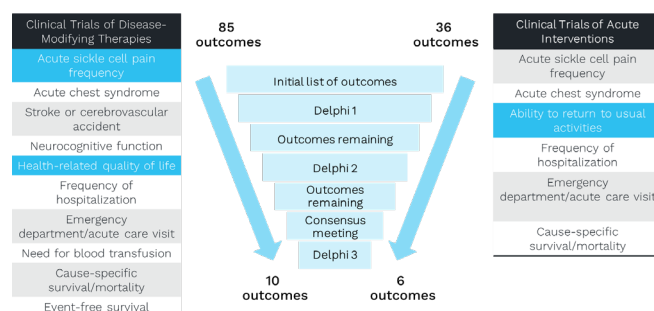 Clinical Trials of Disease-
Modifying Therapies
Acute sickle cell pain
frequency
Acute chest syndrome
Stroke or cerebrovascular
accident
Neurocognitive function
Health-related quality of life
Frequency of
hospitalization
Emergency
department/acute care visit
Need for blood transfusion
Cause-specific
survival/mortality
Event-free survival
85
outcomes
36
outcomes
Initial list of outcomes
Delphi 1
Outcomes remaining
Delphi 2
Outcomes
remaining
Consensus
meeting
Delphi 3
10
outcomes
6
outcomes
Clinical Trials of Acute
Interventions
Acute sickle cell pain
frequency
Acute chest syndrome
Ability to return to usual
activities
Frequency of
hospitalization
Emergency
department/acute care visit
Cause-specific
survival/mortality